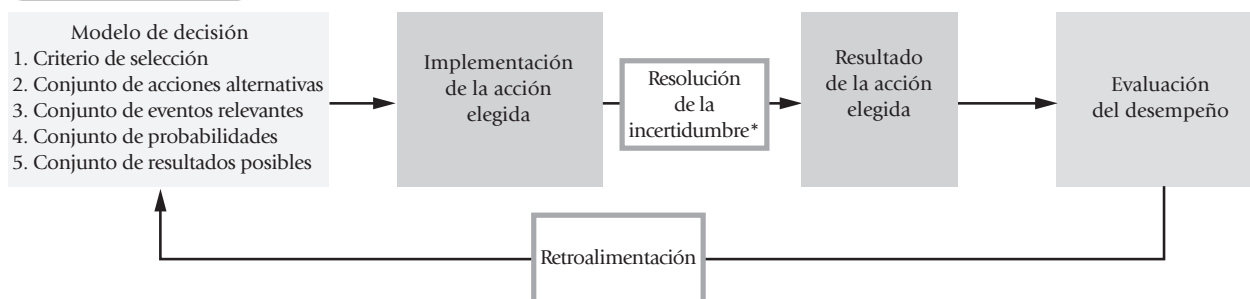 Modelo de decisión
1. Criterio de selección
2. Conjunto de acciones alternativas
3. Conjunto de eventos relevantes
4. Conjunto de probabilidades
5. Conjunto de resultados posibles
Implementación
de la acción
elegida
Resolución
de la
incertidumbre*
Resultado
de la acción
elegida
Evaluación
del desempeño
Retroalimentación